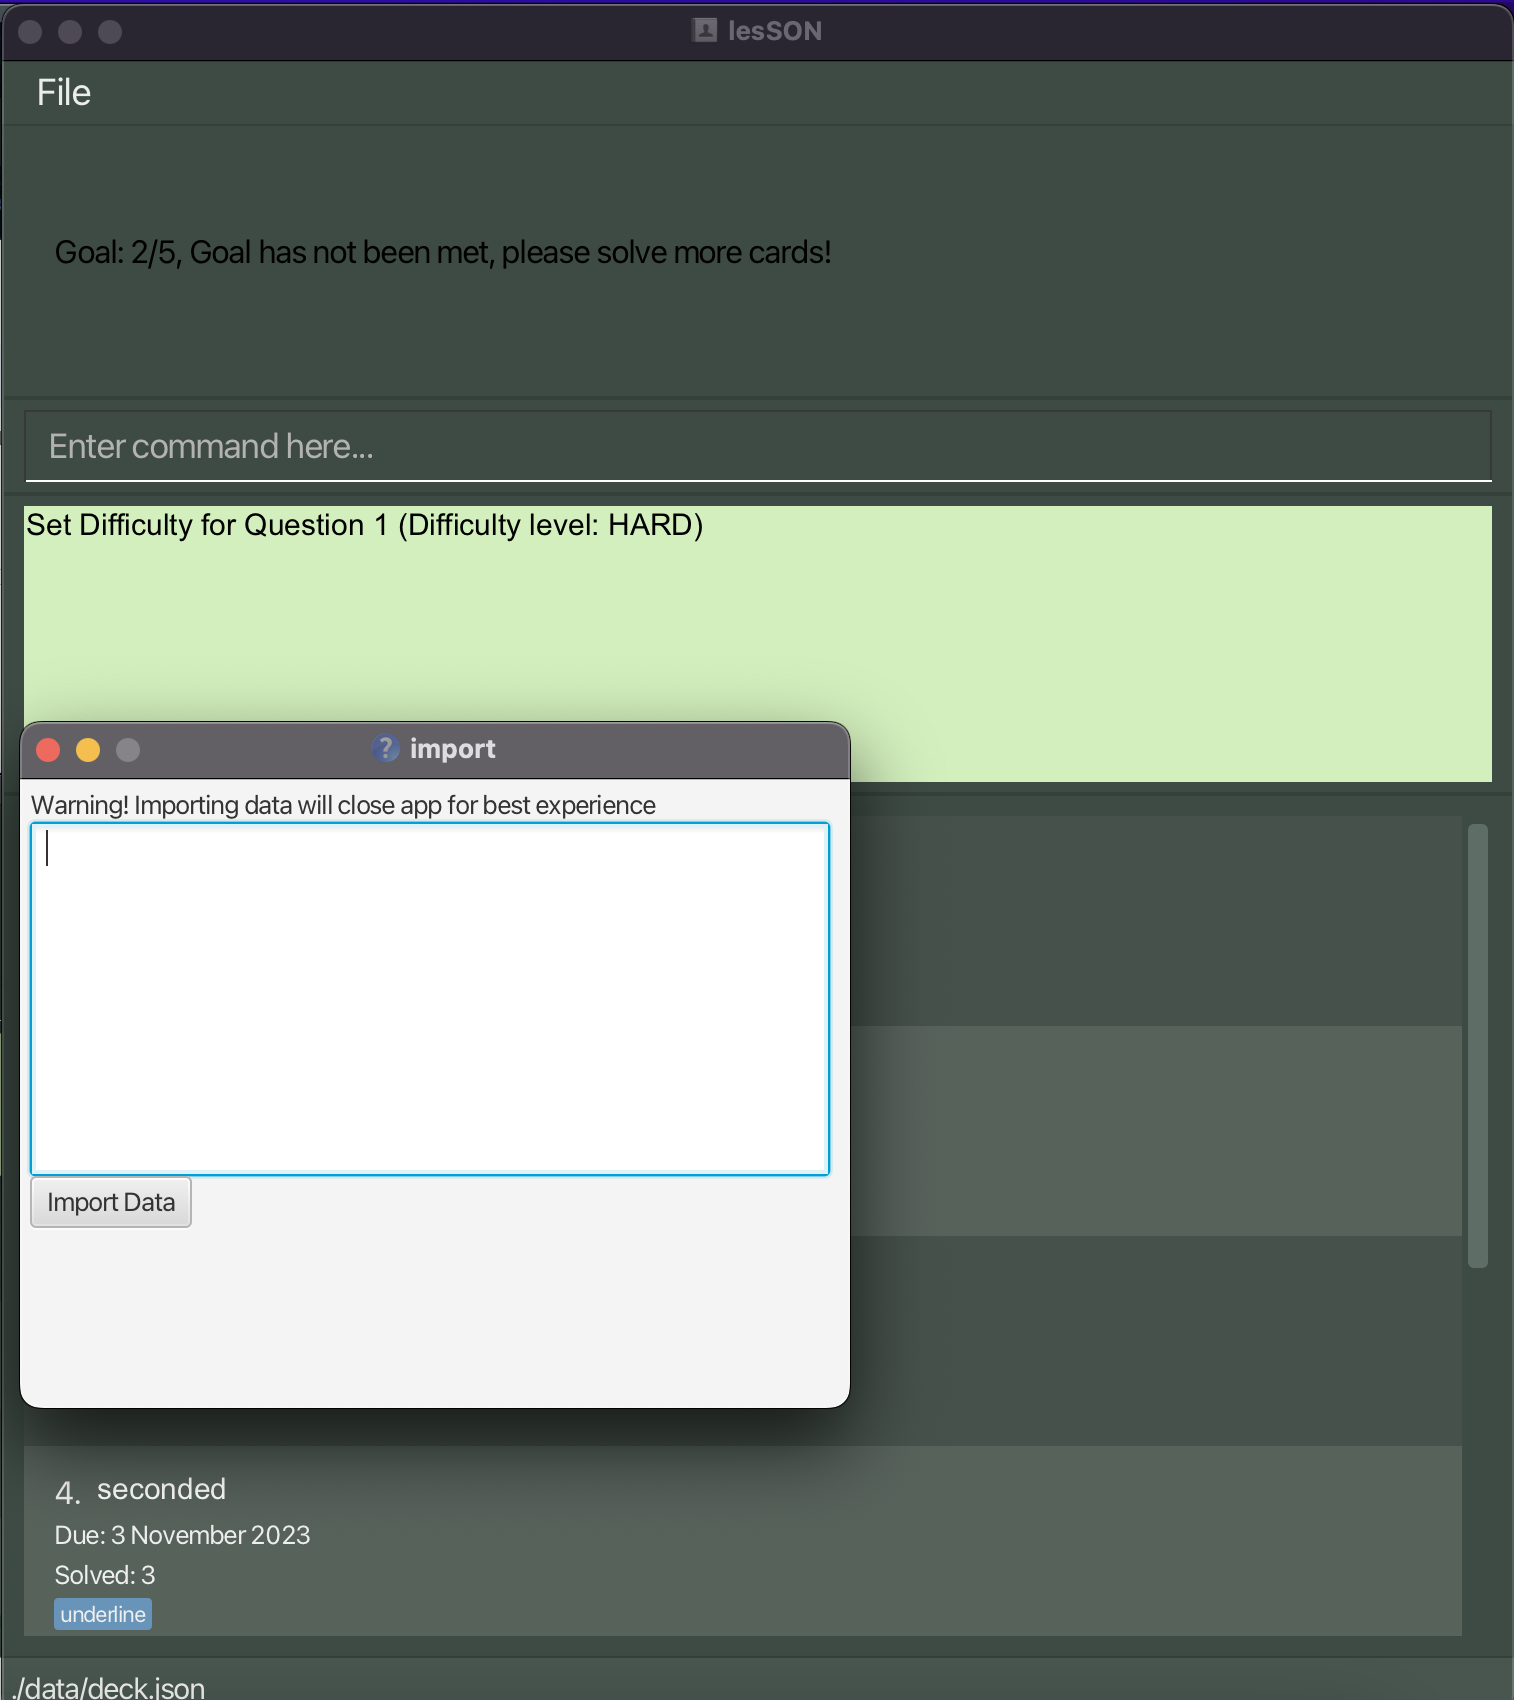 lesSON
File
Goal: 2/5, Goal has not been met, please solve more cards!
Enter command here...
Set Difficulty for Question 1 (Difficulty level: HARD)
import
Warning! Importing data will close app for best experience
Import Data
4. seconded
Due: 3 November 2023
Solved: 3
underline
./data/deck.json